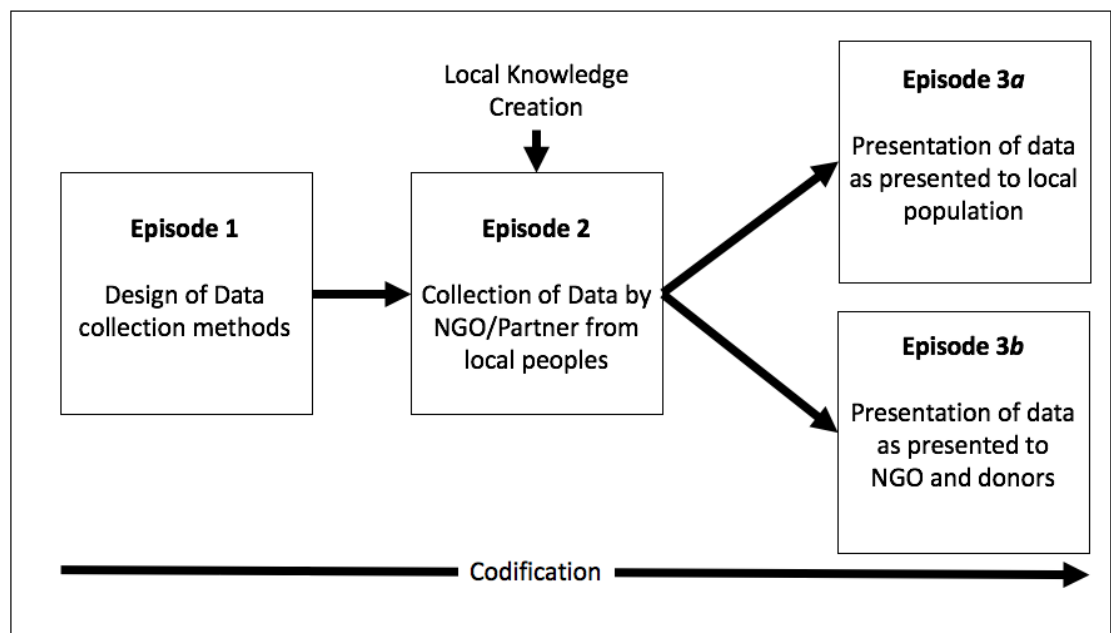 Local Knowledge
Creation
Episode 1
Design of Data
collection methods
Episode 2
Collection of Data by
NGO/Partner from
local peoples
Episode 3a
Presentation of data
as presented to local
population
Episode 3b
Presentation of data
as presented to
NGO and donors
Codification